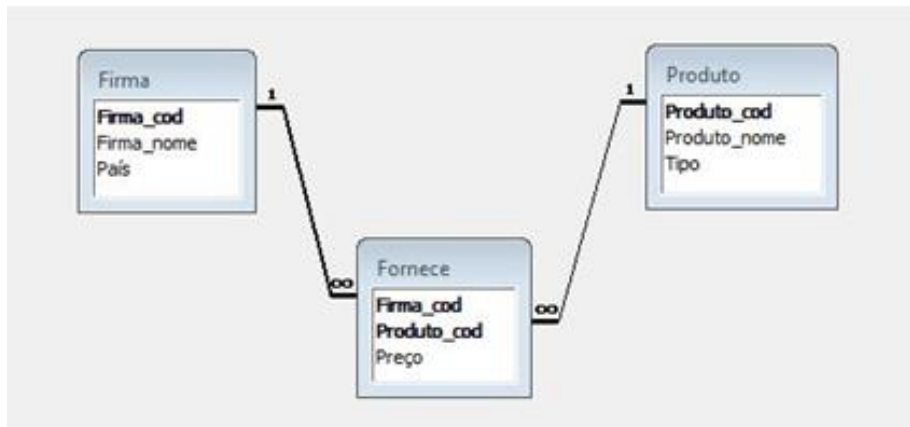 Firma
Firma_cod
Firma_nome
País
1
Produto
Produto_cod
Produto_nome
Tipo
1
Fornece
Firma_cod
Produto_cod
Preço
∞
∞